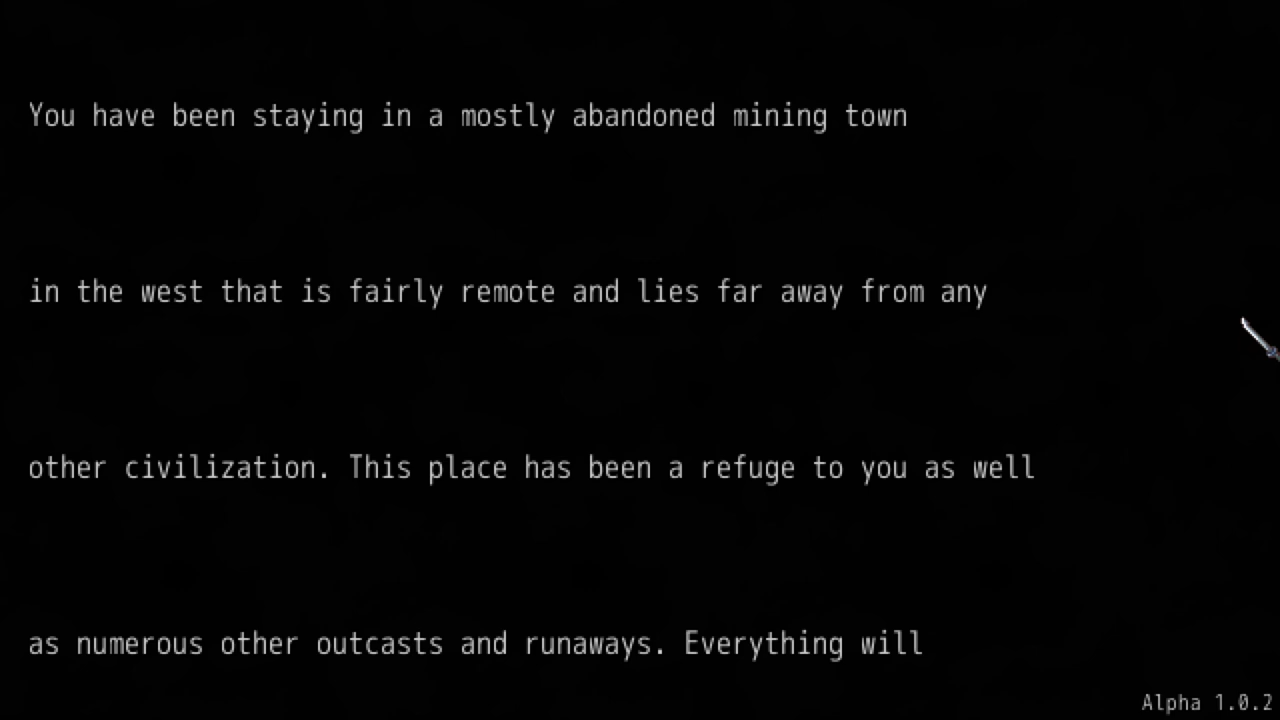 You have been staying in a mostly abandoned mining town
in the west that is fairly remote and lies far away from any
other civilization. This place has been a refuge to you as well
as numerous other outcasts and runaways. Everything will
Alpha 1.0.2